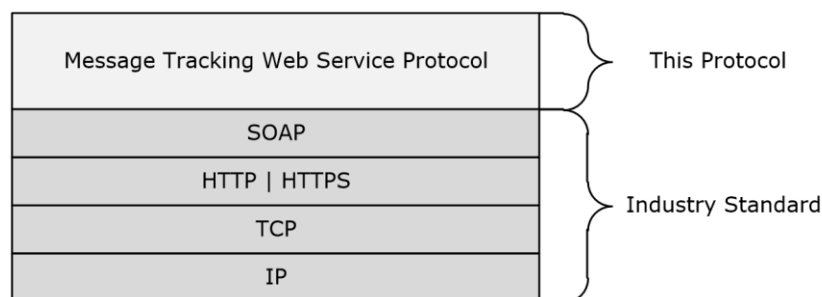 Message Tracking Web Service Protocol
This Protocol
SOAP
HTTP | HTTPS
Industry Standard
TCP
IP